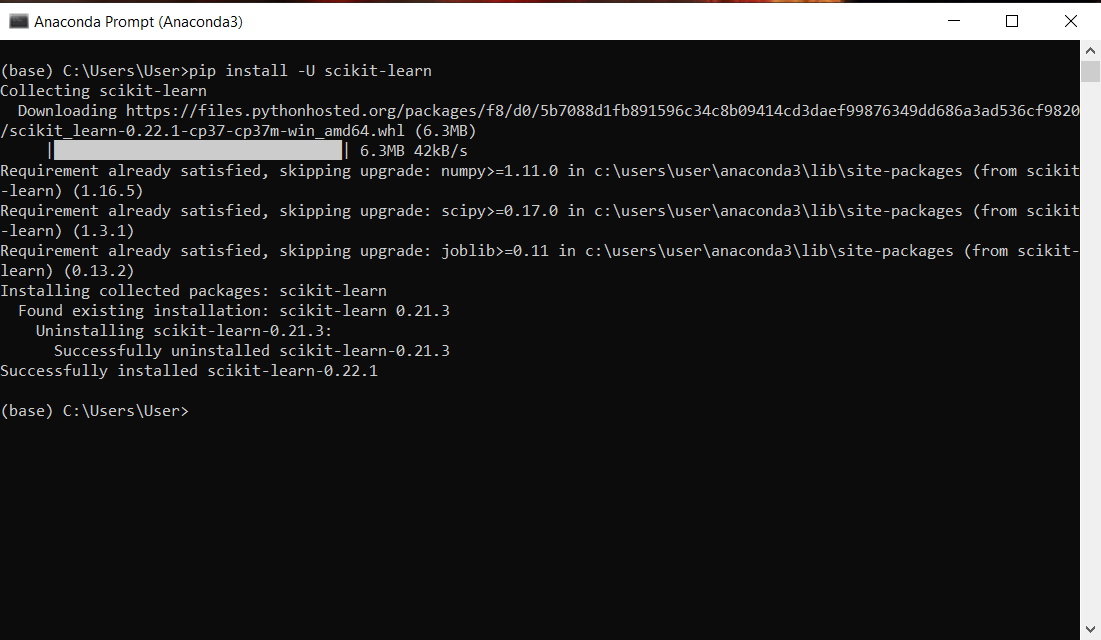 Anaconda Prompt (Anaconda3)
(base) C:\Users\User>pip install -U scikit-learn
Collecting scikit-learn
  Downloading https://files.pythonhosted.org/packages/f8/d0/5b7088d1fb891596c34c8b09414cd3daef99876349dd686a3ad536cf9820
/scikit_learn-0.22.1-cp37-cp37m-win_amd64.whl (6.3MB)
     |████████████████████████████████| 6.3MB 42kB/s
Requirement already satisfied, skipping upgrade: numpy>=1.11.0 in c:\users\user\anaconda3\lib\site-packages (from scikit
-learn) (1.16.5)
Requirement already satisfied, skipping upgrade: scipy>=0.17.0 in c:\users\user\anaconda3\lib\site-packages (from scikit
-learn) (1.3.1)
Requirement already satisfied, skipping upgrade: joblib>=0.11 in c:\users\user\anaconda3\lib\site-packages (from scikit-
learn) (0.13.2)
Installing collected packages: scikit-learn
  Found existing installation: scikit-learn 0.21.3
    Uninstalling scikit-learn-0.21.3:
      Successfully uninstalled scikit-learn-0.21.3
Successfully installed scikit-learn-0.22.1
(base) C:\Users\User>